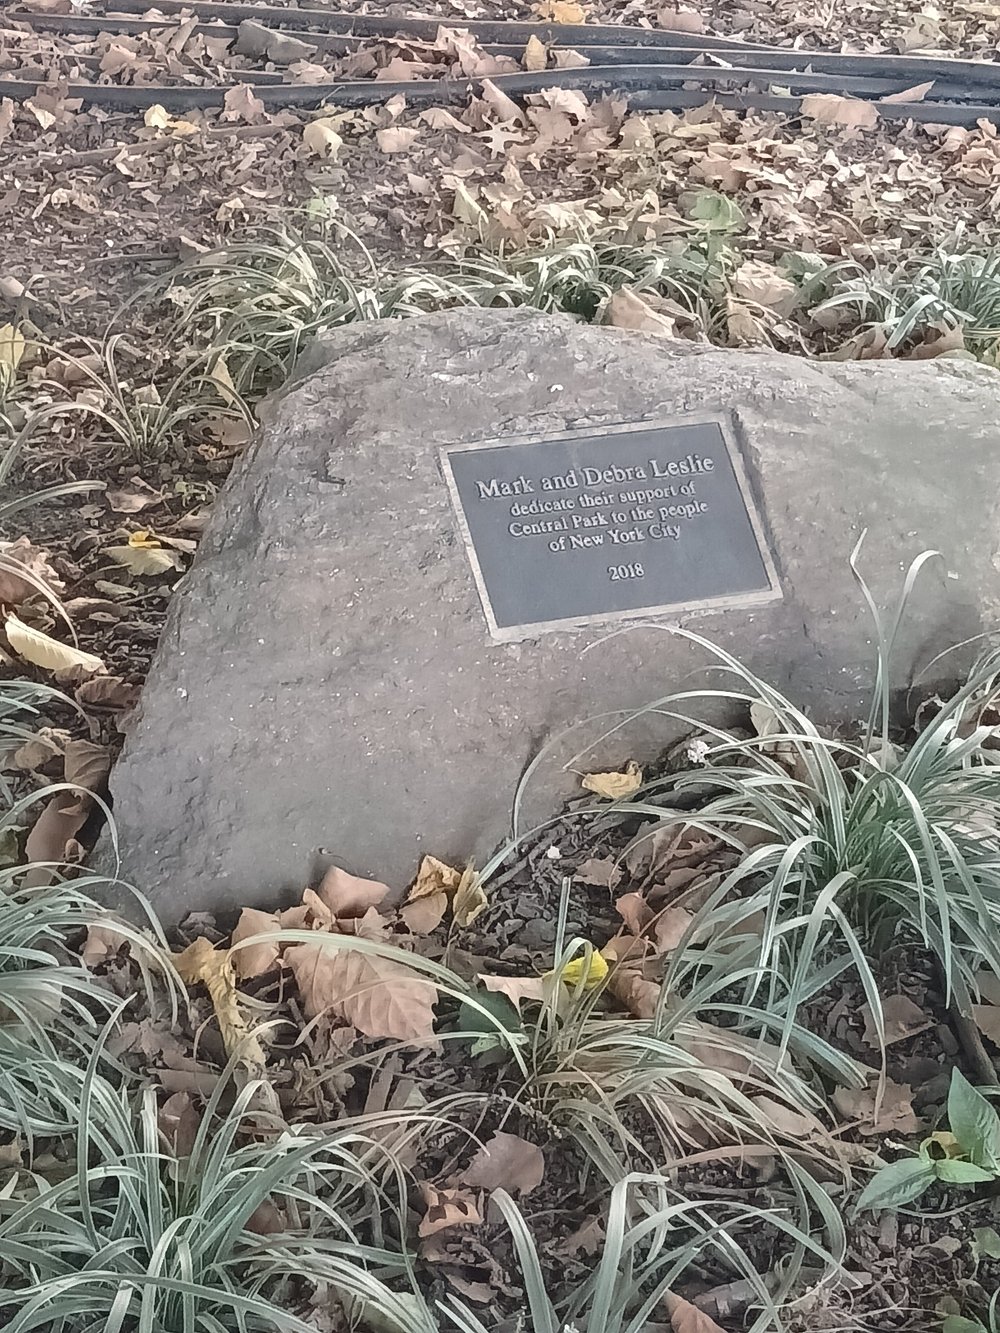 Mark and Debra Leslie
dedicate their support of
Central Park to the people
of New York City
2018